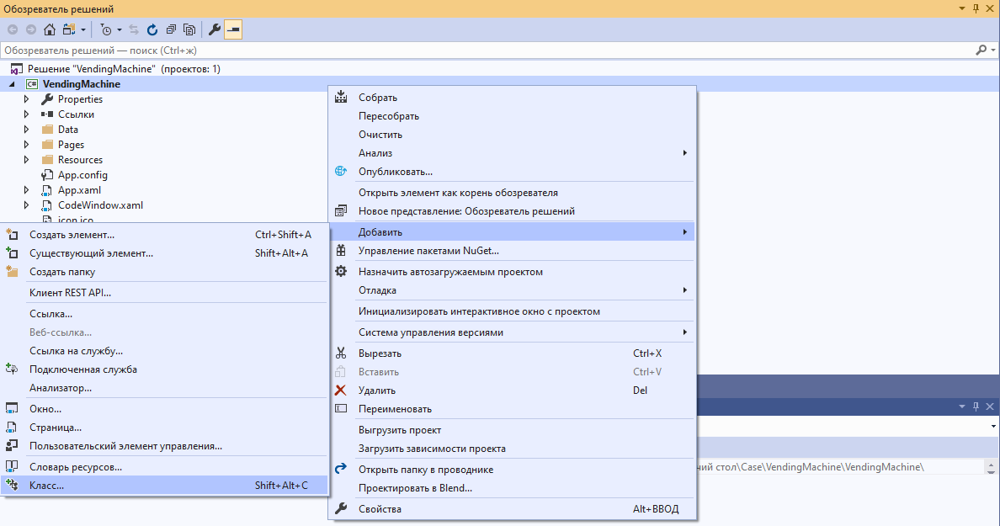 Обозреватель решений
Обозреватель решений — поиск (Ctrl+ж)
Решение "VendingMachine" (проектов: 1)
C# VendingMachine
Properties
Ссылки
Data
Pages
Resources
App.config
App.xaml
CodeWindow.xaml
icon.ico
Собрать
Пересобрать
Очистить
Анализ
Опубликовать...
Открыть элемент как корень обозревателя
Новое представление: Обозреватель решений
Добавить
Управление пакетами NuGet...
Назначить автозагружаемым проектом
Отладка
Инициализировать интерактивное окно с проектом
Система управления версиями
Вырезать Ctrl+X
Вставить Ctrl+V
Удалить Del
Переименовать
Выгрузить проект
Загрузить зависимости проекта
Открыть папку в проводнике
Проектировать в Blend...
Свойства Alt+ВВОД
Создать элемент... Ctrl+Shift+A
Существующий элемент... Shift+Alt+A
Создать папку
Клиент REST API...
Ссылка...
Веб-ссылка...
Ссылка на службу...
Подключенная служба
Анализатор...
Окно...
Страница...
Пользовательский элемент управления...
Словарь ресурсов...
Класс... Shift+Alt+C
чий стол\Case\VendingMachine\VendingMachine\